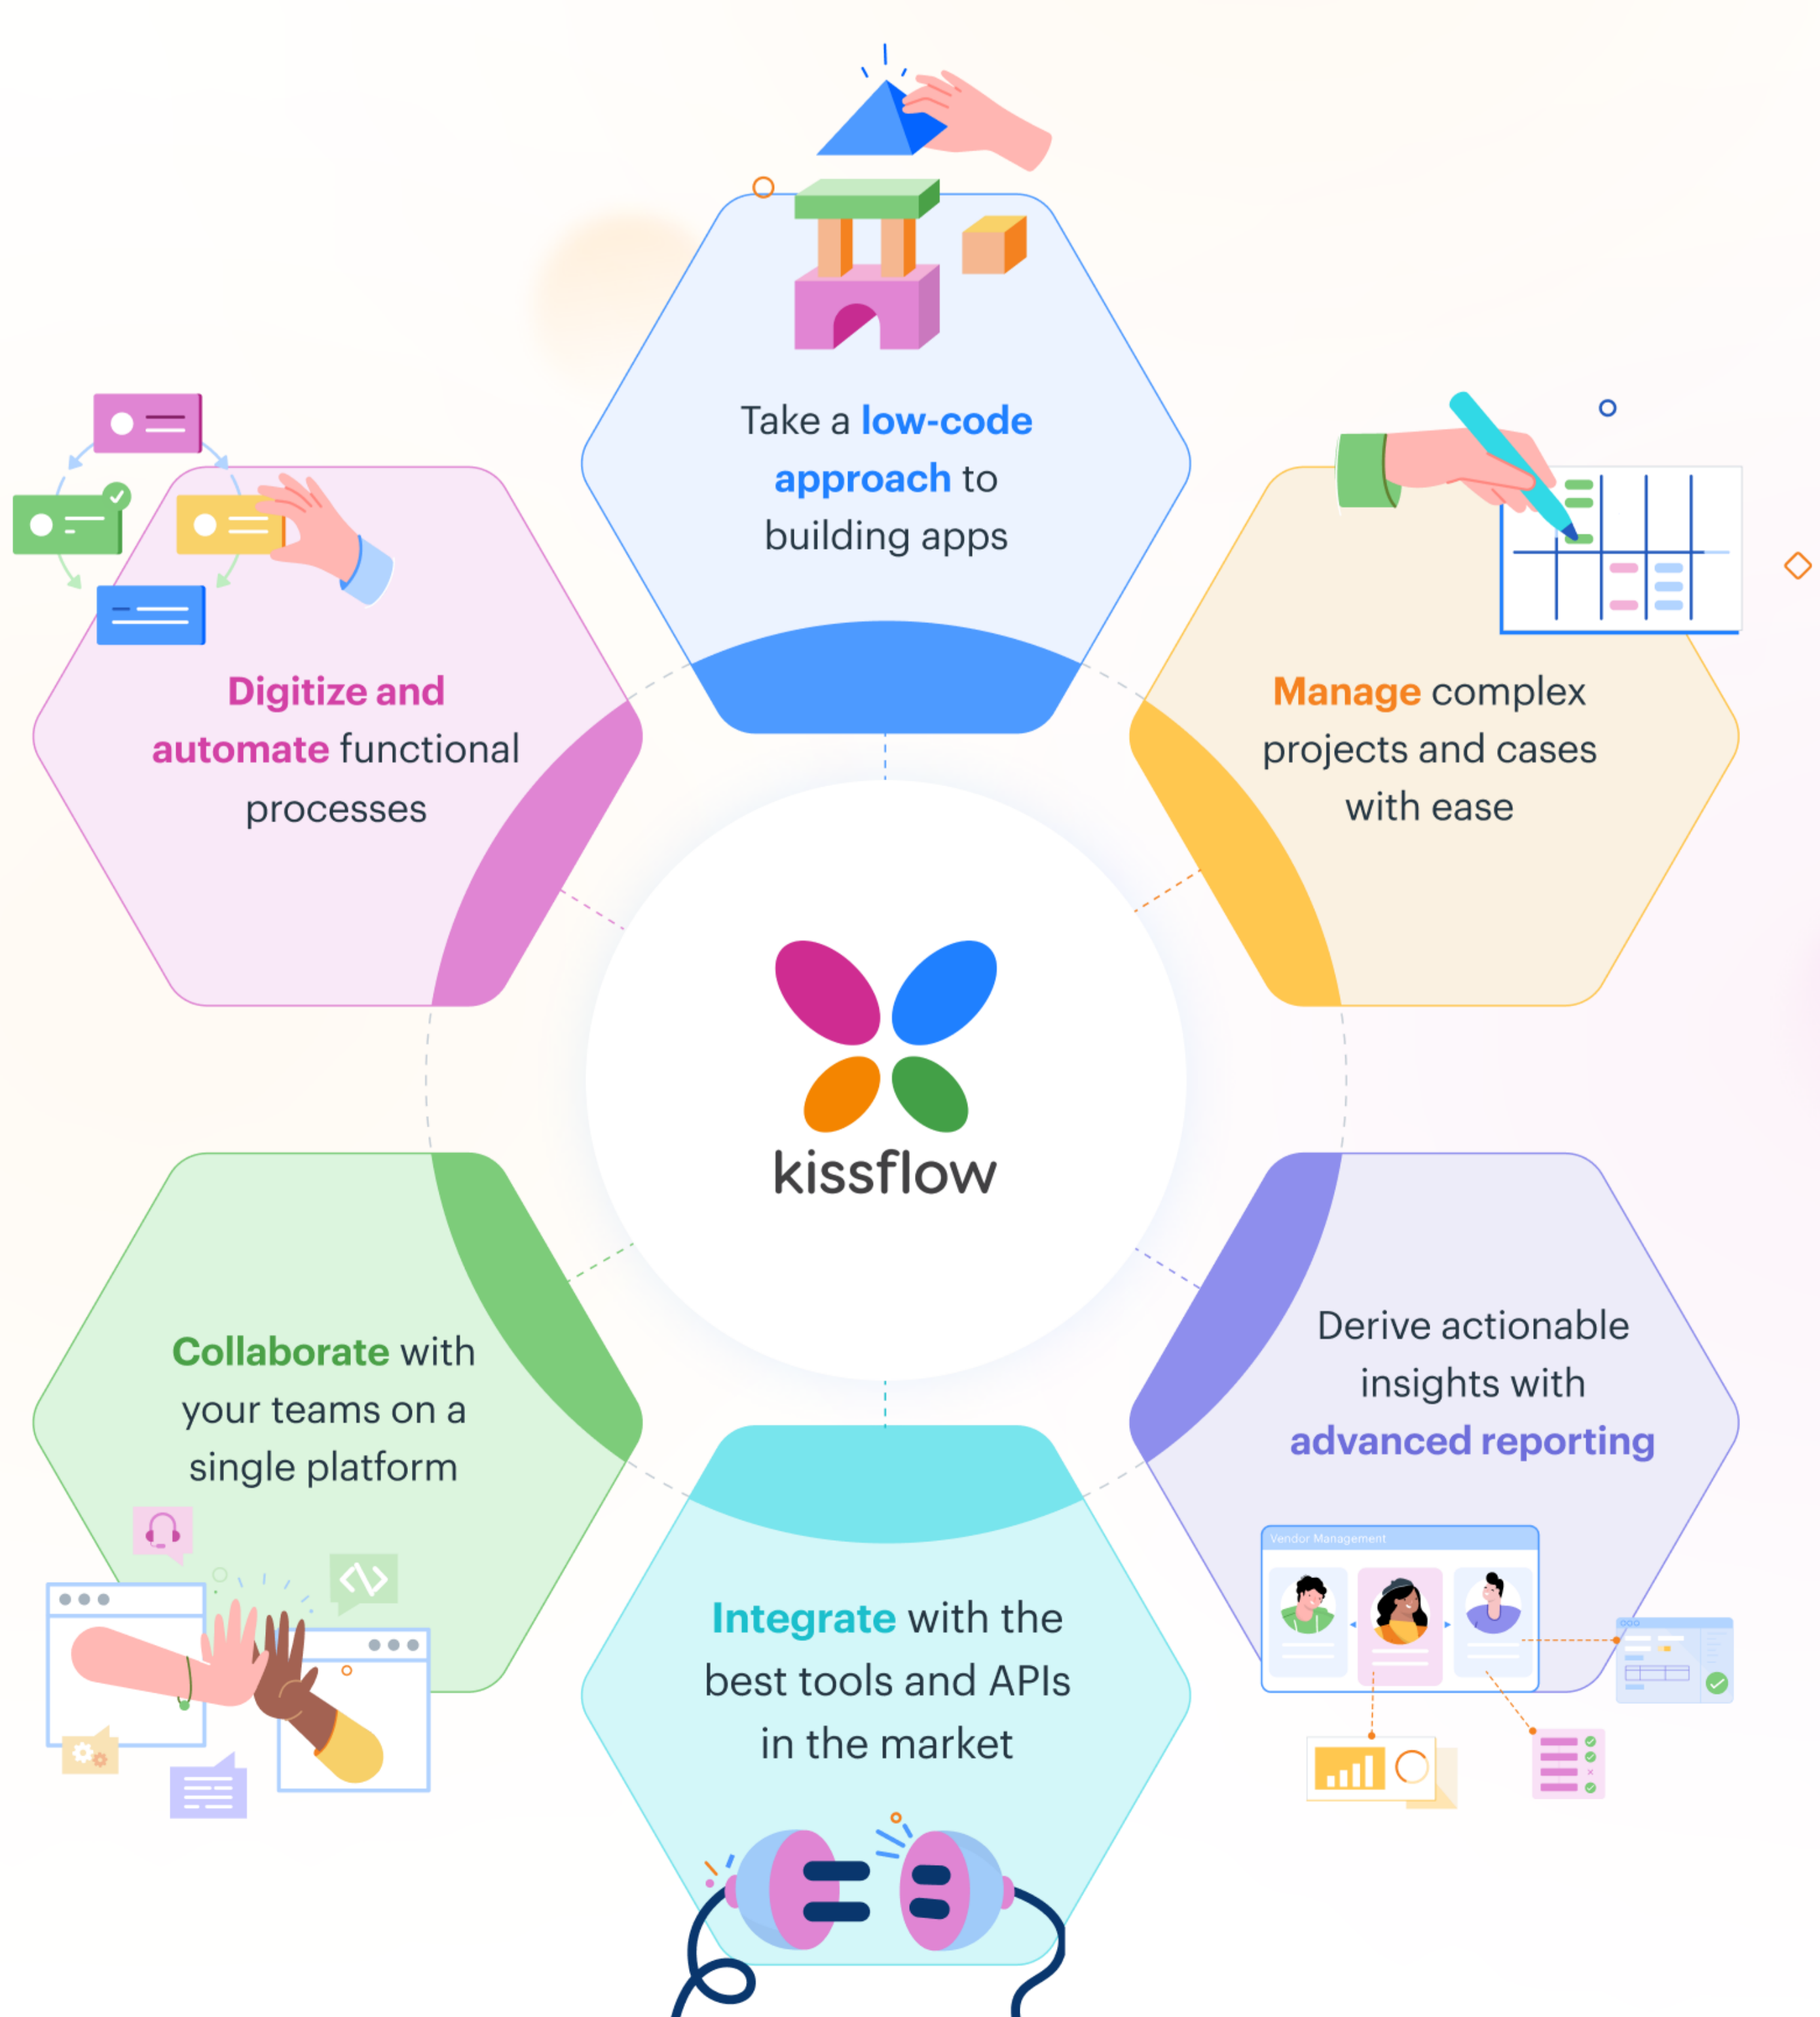 Take a low-code
approach to
building apps
Digitize and
automate functional
processes
Manage complex
projects and cases
with ease
kissflow
Collaborate with
your teams on a
single platform
Derive actionable
insights with
advanced reporting
Vendor Management
Integrate with the
best tools and APIs
in the market